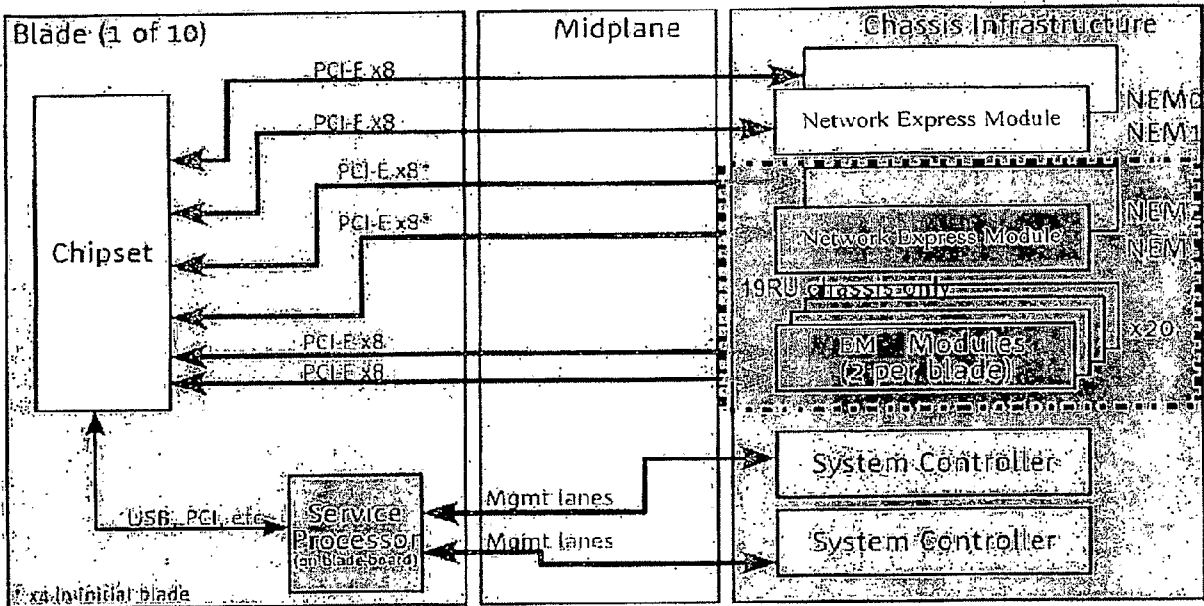 Blade (1 of 10)
Midplane
Chassis Infrastructure
PCI-E x8
PCI-E x8
PCI-E x8*
PCI-E x8*
PCI-E x8
PCI-E x8
Chipset
Network Express Module
NEM0
NEM1
Network Express Module
NEM
NEM
19RU chassis only
x20
Modules
(2 per blade)
System Controller
System Controller
Mgmt lanes
Mgmt lanes
USB, PCI, etc
Service
Processor
(on blade board)
* x4 in initial blade